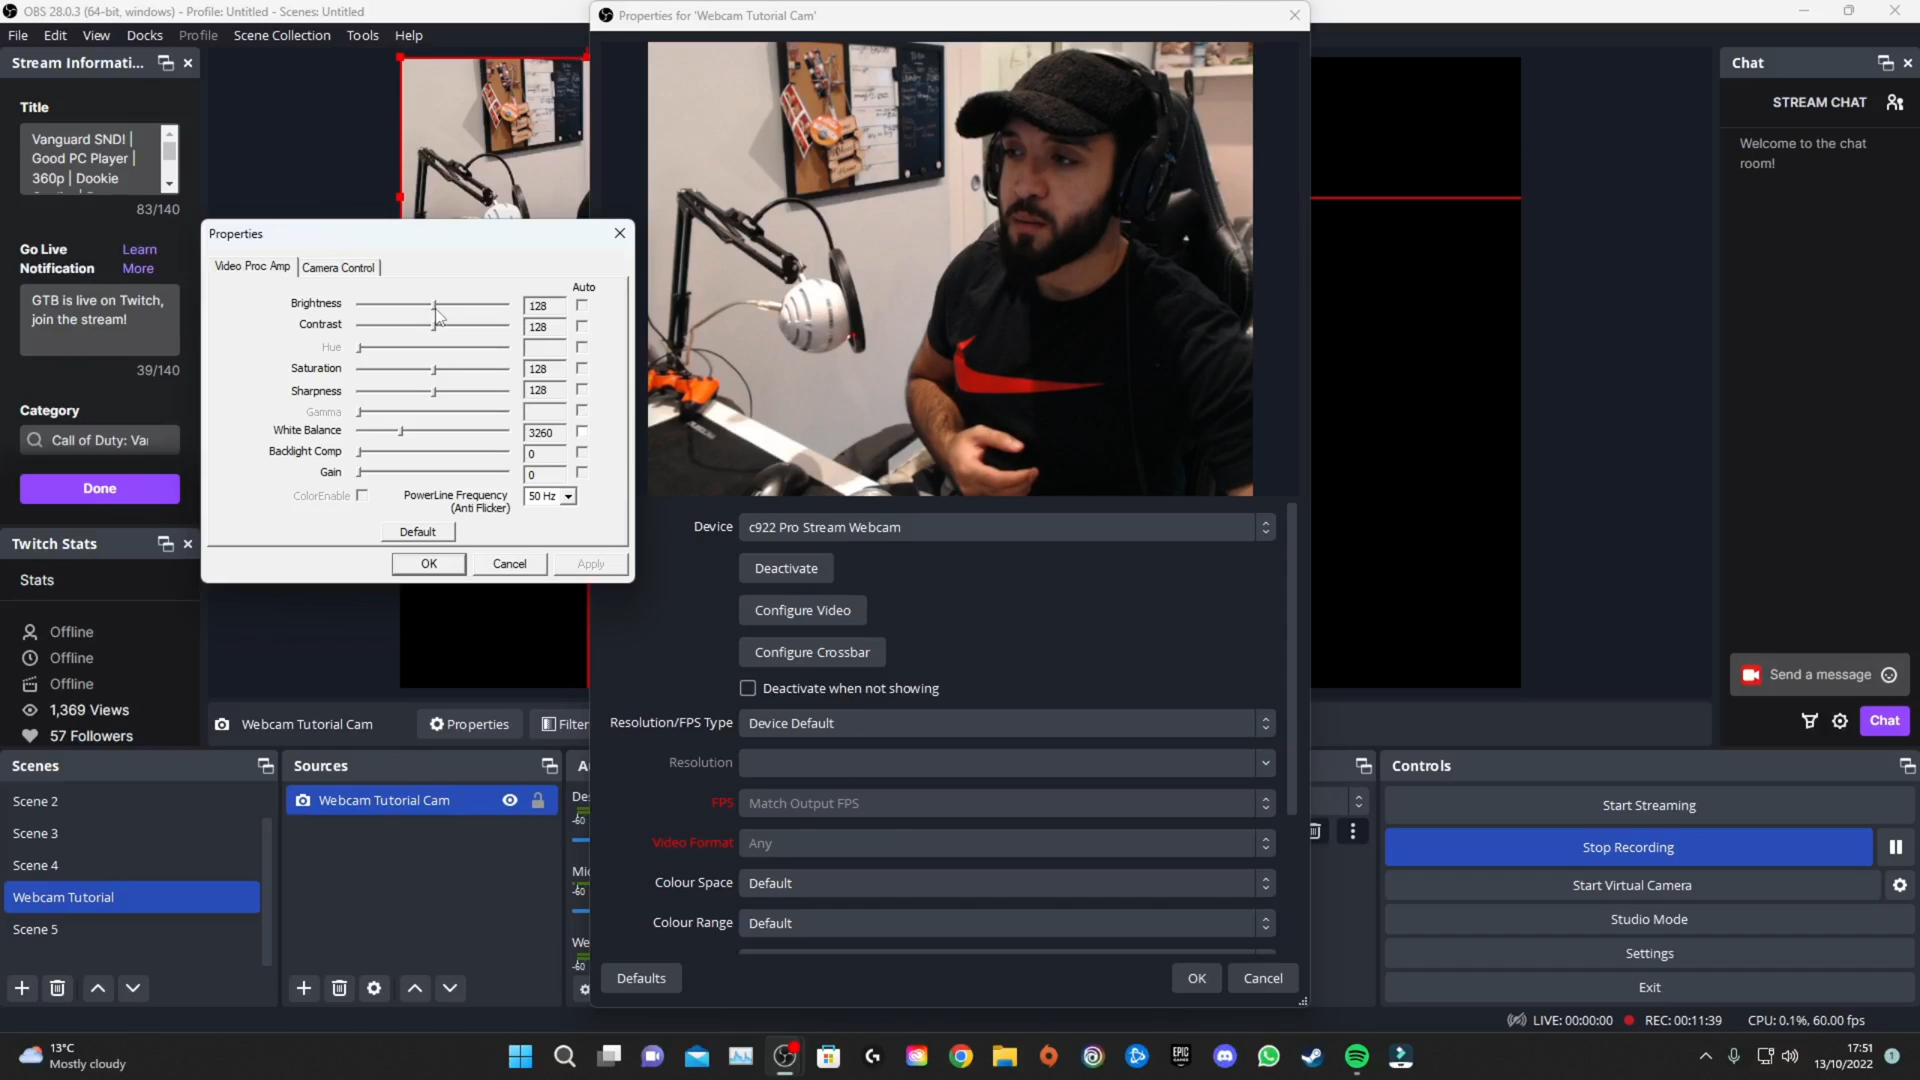 OBS 28.0.3 (64-bit, windows) - Profile: Untitled - Scenes: Untitled
File Edit View Docks Profile Scene Collection Tools Help
Stream Informati...
Title
Vanguard SND! |
Good PC Player |
360p | Dookie
83/140
Go Live
Notification
Learn
More
GTB is live on Twitch,
join the stream!
39/140
Category
Call of Duty: Va
Done
Twitch Stats
Stats
Offline
Offline
Offline
1,369 Views
57 Followers
Properties
Video Proc Amp
Camera Control
Auto
Brightness 128
Contrast 128
Hue
Saturation 128
Sharpness 128
Gamma
White Balance 3260
Backlight Comp 0
Gain 0
ColorEnable
PowerLine Frequency
(Anti Flicker)
50 Hz
Default
OK Cancel Apply
Webcam Tutorial Cam
Properties
Filter
Properties for 'Webcam Tutorial Cam'
Device c922 Pro Stream Webcam
Deactivate
Configure Video
Configure Crossbar
Deactivate when not showing
Resolution/FPS Type Device Default
Resolution
FPS Match Output FPS
Video Format Any
Colour Space Default
Colour Range Default
Defaults
OK Cancel
Chat
STREAM CHAT
Welcome to the chat
room!
Send a message
Chat
Scenes
Scene 2
Scene 3
Scene 4
Webcam Tutorial
Scene 5
Sources
Webcam Tutorial Cam
Des
-60
Mic
-60
We
-60
Controls
Start Streaming
Stop Recording
Start Virtual Camera
Studio Mode
Settings
Exit
LIVE: 00:00:00 REC: 00:11:39 CPU: 0.1%, 60.00 fps
13°C
Mostly cloudy
EPIC
GAMES
17:51
13/10/2022
1